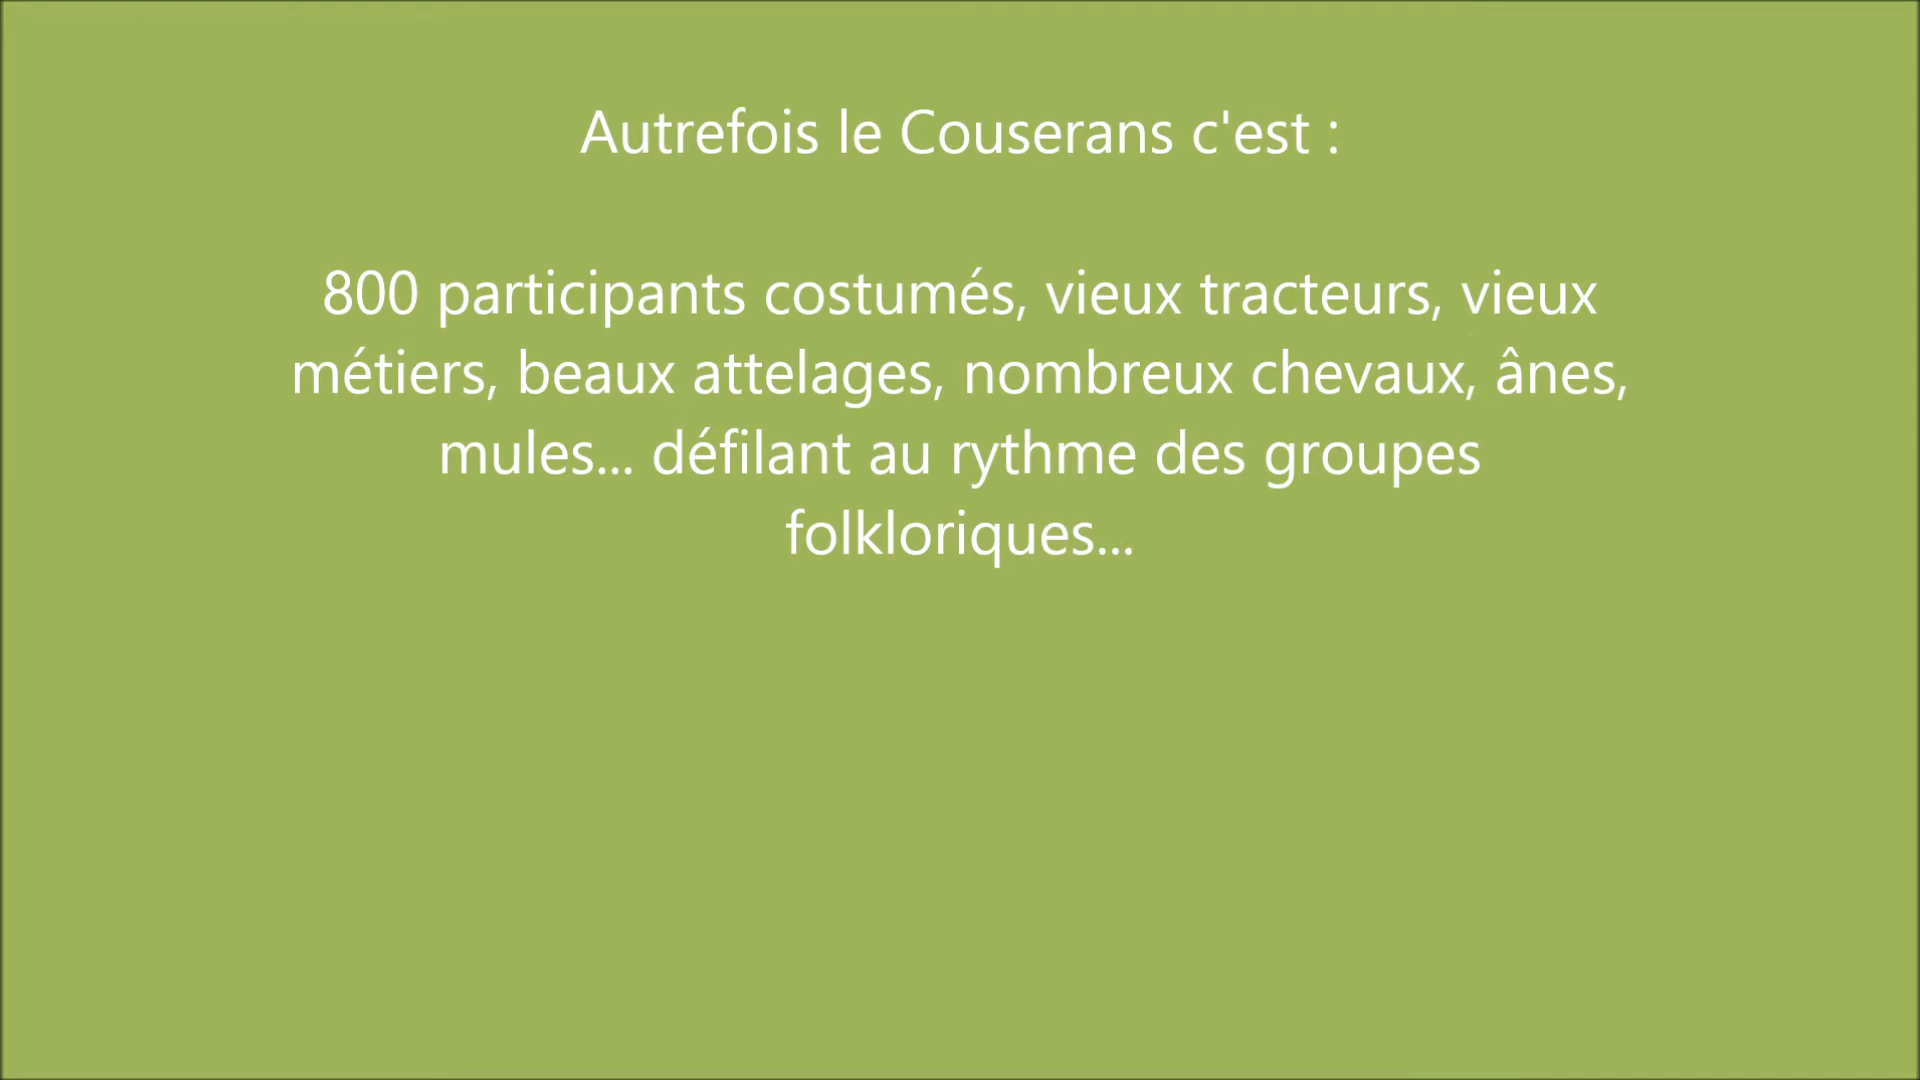 Autrefois le Couserans c'est :
800 participants costumés, vieux tracteurs, vieux
métiers, beaux attelages, nombreux chevaux, ânes,
mules... défilant au rythme des groupes
folkloriques...